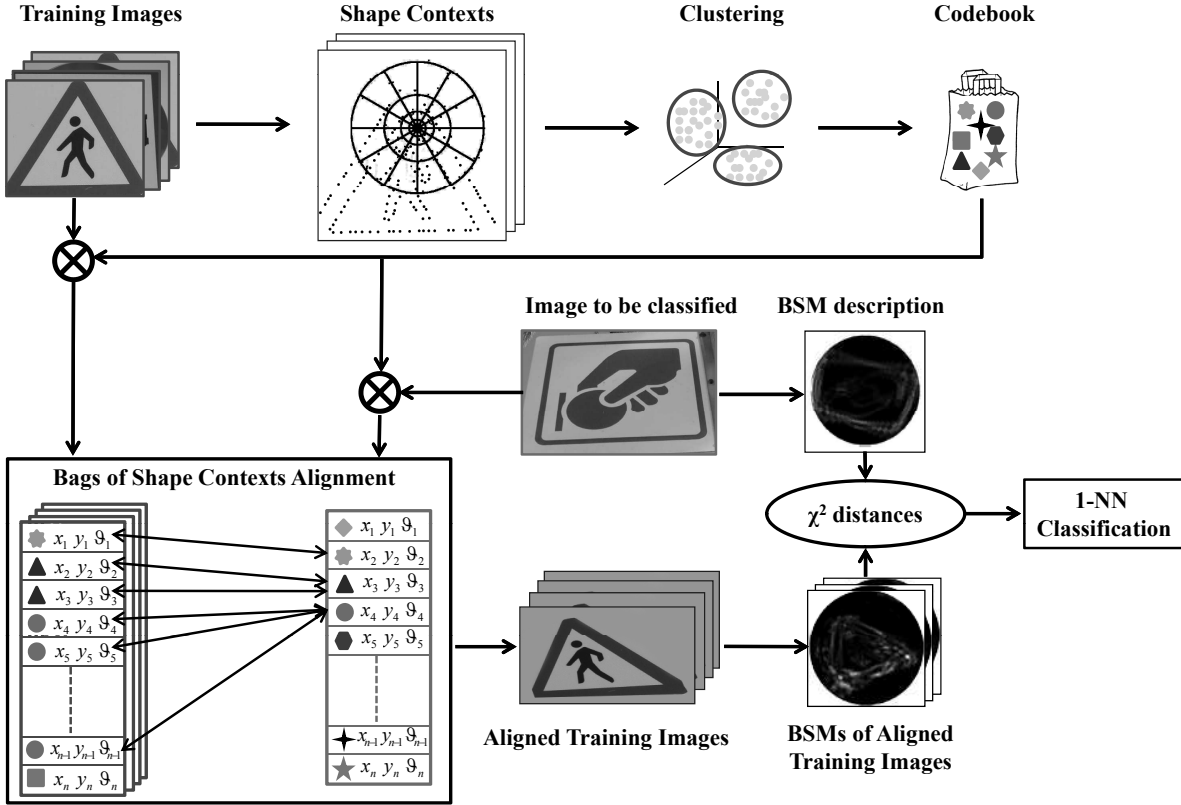 Training Images
Shape Contexts
Clustering
Codebook
Image to be classified
BSM description
Bags of Shape Contexts Alignment
x₁ y₁ ϑ₁
x₂ y₂ ϑ₂
x₃ y₃ ϑ₃
x₄ y₄ ϑ₄
x₅ y₅ ϑ₅
xₙ₋₁ yₙ₋₁ ϑₙ₋₁
xₙ yₙ ϑₙ
x₁ y₁ ϑ₁
x₂ y₂ ϑ₂
x₃ y₃ ϑ₃
x₄ y₄ ϑ₄
x₅ y₅ ϑ₅
xₙ₋₁ yₙ₋₁ ϑₙ₋₁
xₙ yₙ ϑₙ
χ² distances
1-NN
Classification
Aligned Training Images
BSMs of Aligned
Training Images